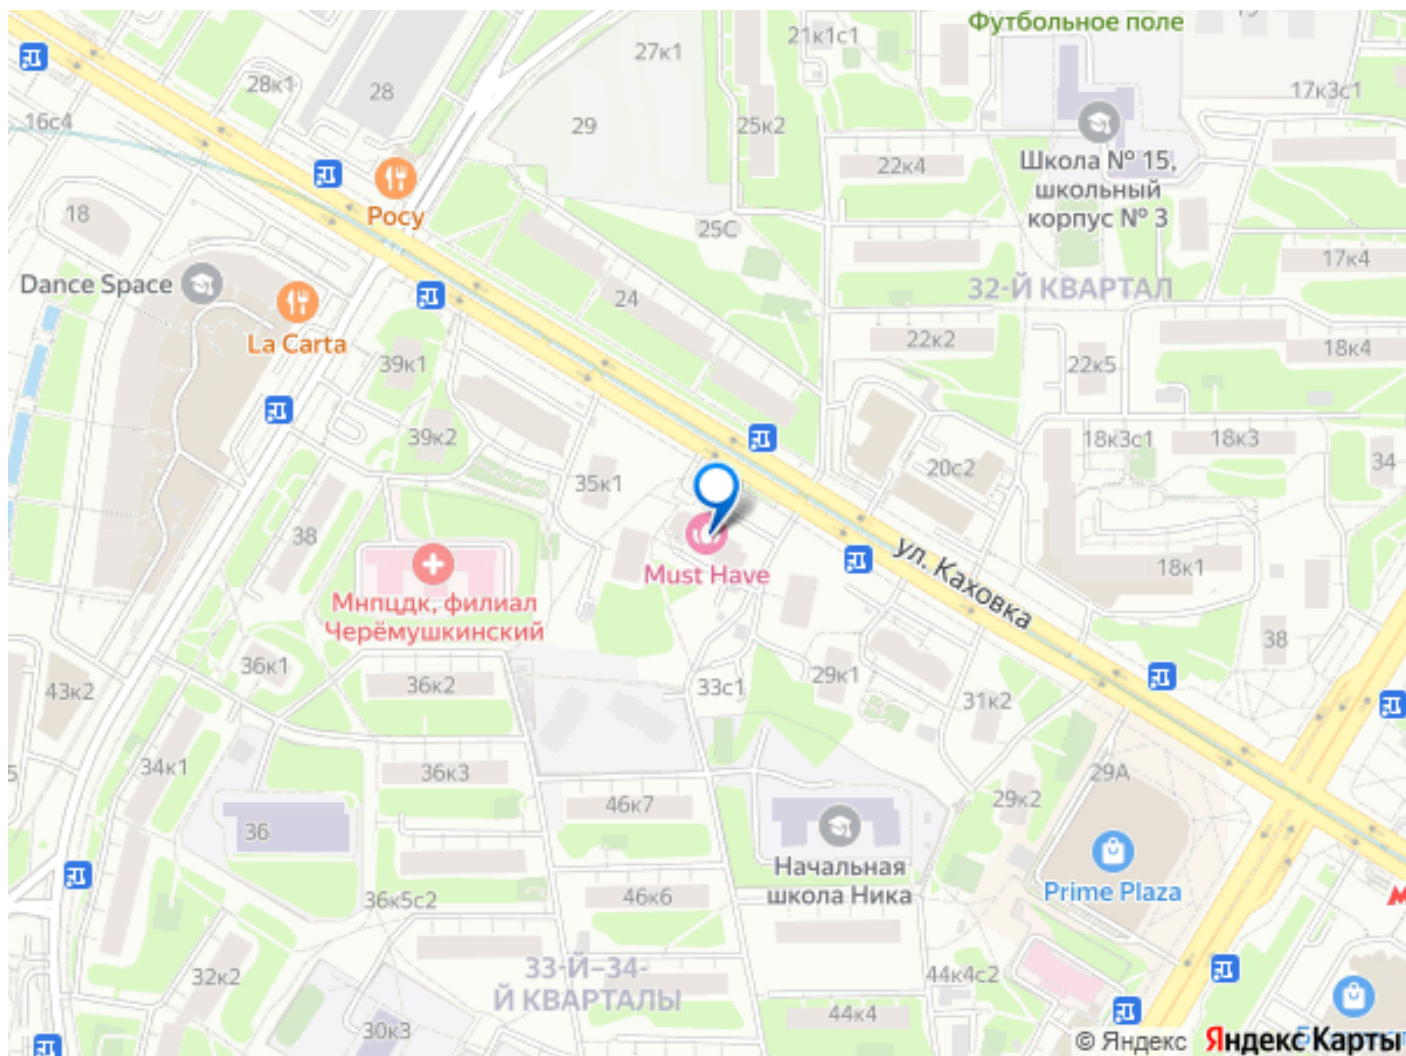 Футбольное поле
21к1с1
27к1
28к1
28
17к3с1
16с4
29
25к2
22к4
Школа № 15,
школьный
корпус № 3
Росу
18
25С
17к4
Dance Space
32-Й КВАРТАЛ
24
La Carta
22к2
18к4
39к1
22к5
39к2
18к3с1
18к3
34
20с2
35к1
38
ул. Каховка
Must Have
18к1
Мнпцдк, филиал
Черёмушкинский
38
36к1
43к2
36к2
33с1
29к1
31к2
34к1
36к3
29А
29к2
46к7
36
Начальная
школа Ника
Prime Plaza
36к5с2
46к6
33-Й–34-
Й КВАРТАЛЫ
32к2
44к4с2
30к3
44к4
© Яндекс
Яндекс Карты